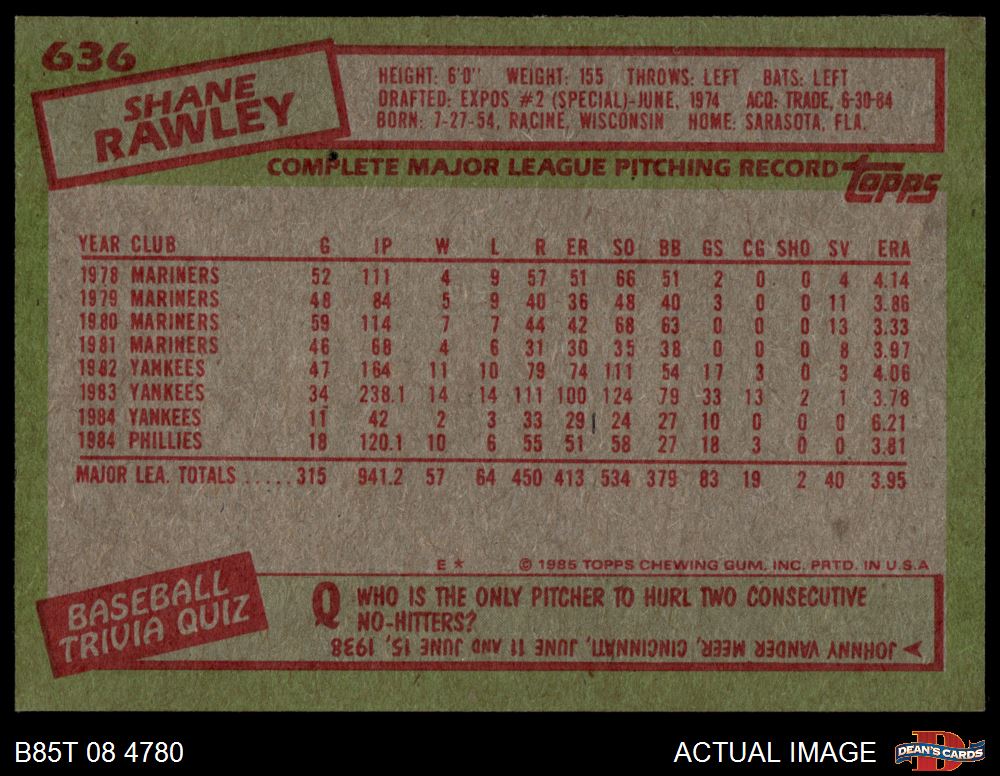 636
SHANE
RAWLEY
HEIGHT: 6'0" WEIGHT: 155 THROWS: LEFT BATS: LEFT
DRAFTED: EXPOS #2 (SPECIAL)-JUNE, 1974 ACQ: TRADE, 6-30-84
BORN: 7-27-54, RACINE, WISCONSIN HOME: SARASOTA, FLA.
COMPLETE MAJOR LEAGUE PITCHING RECORD
topps
YEAR CLUB G IP W L R ER SO BB GS CG SHO SV ERA
1978 MARINERS 52 111 4 9 57 51 66 51 2 0 0 4 4.14
1979 MARINERS 48 84 5 9 40 36 48 40 3 0 0 11 3.86
1980 MARINERS 59 114 7 7 44 42 68 63 0 0 0 13 3.33
1981 MARINERS 46 68 4 6 31 30 35 38 0 0 0 8 3.97
1982 YANKEES 47 164 11 10 79 74 111 54 17 3 0 3 4.06
1983 YANKEES 34 238.1 14 14 111 100 124 79 33 13 2 1 3.78
1984 YANKEES 11 42 2 3 33 29 24 27 10 0 0 0 6.21
1984 PHILLIES 18 120.1 10 6 55 51 58 27 18 3 0 0 3.81
MAJOR LEA. TOTALS ..... 315 941.2 57 64 450 413 534 379 83 19 2 40 3.95
E * © 1985 TOPPS CHEWING GUM, INC. PRTD. IN U.S.A
BASEBALL
TRIVIA QUIZ
Q WHO IS THE ONLY PITCHER TO HURL TWO CONSECUTIVE
NO-HITTERS?
JOHNNY VANDER MEER, CINCINNATI, JUNE 11 AND JUNE 15, 1938
B85T 08 4780
ACTUAL IMAGE
D
DEAN'S CARDS